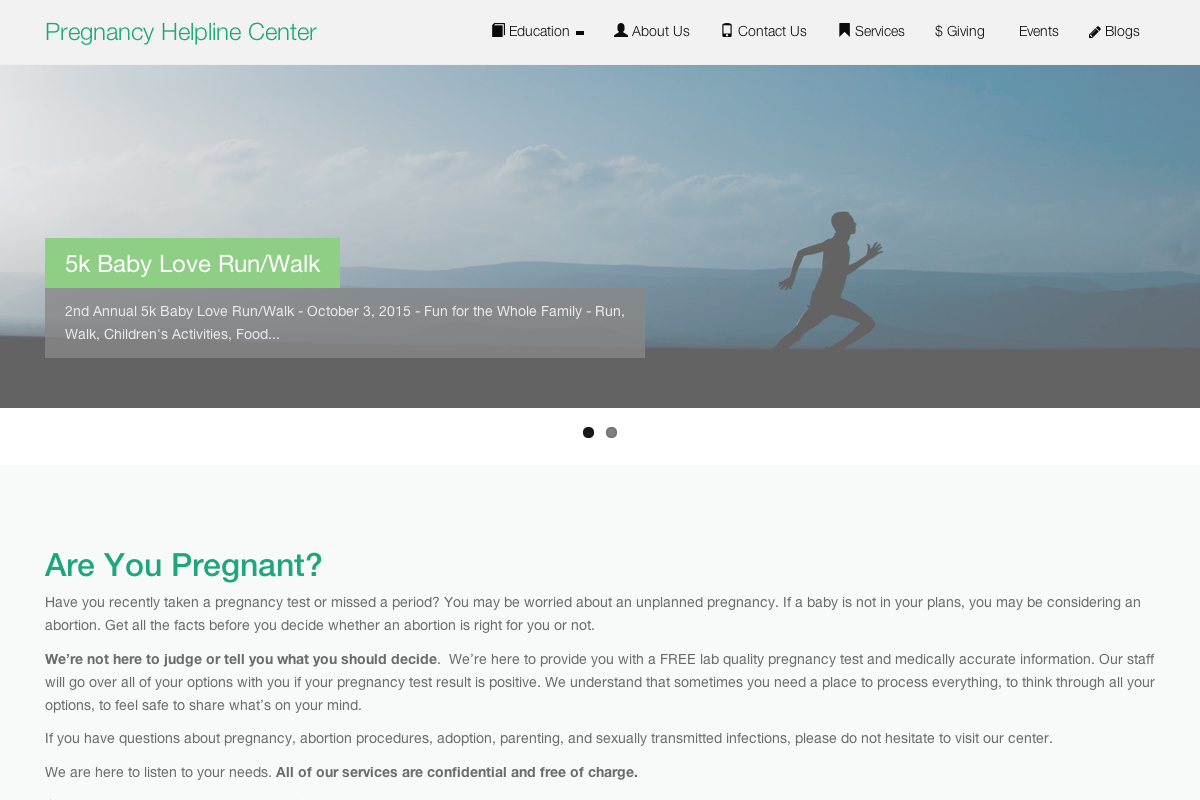 Pregnancy Helpline Center
Education
About Us
Contact Us
Services
$ Giving
Events
Blogs
5k Baby Love Run/Walk
2nd Annual 5k Baby Love Run/Walk - October 3, 2015 - Fun for the Whole Family - Run,
Walk, Children's Activities, Food...
Are You Pregnant?
Have you recently taken a pregnancy test or missed a period? You may be worried about an unplanned pregnancy. If a baby is not in your plans, you may be considering an
abortion. Get all the facts before you decide whether an abortion is right for you or not.
We’re not here to judge or tell you what you should decide.  We’re here to provide you with a FREE lab quality pregnancy test and medically accurate information. Our staff
will go over all of your options with you if your pregnancy test result is positive. We understand that sometimes you need a place to process everything, to think through all your
options, to feel safe to share what’s on your mind.
If you have questions about pregnancy, abortion procedures, adoption, parenting, and sexually transmitted infections, please do not hesitate to visit our center.
We are here to listen to your needs. All of our services are confidential and free of charge.